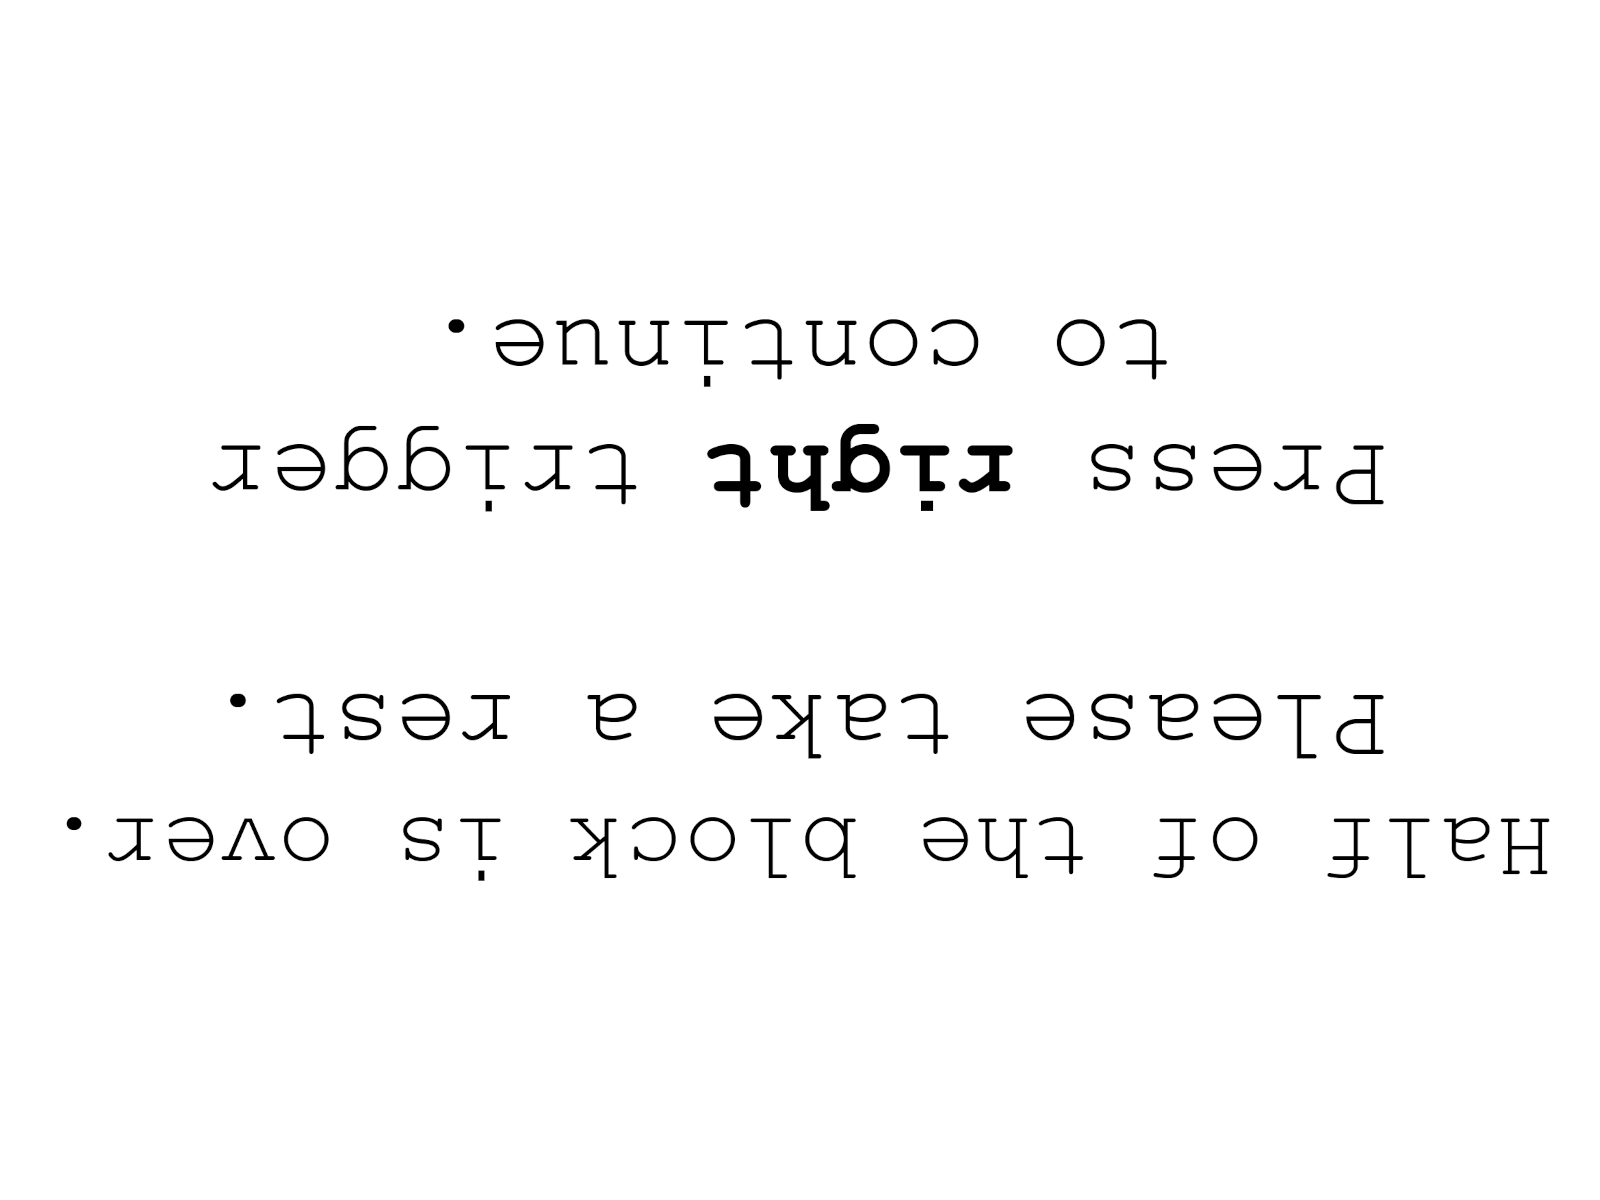 Half of the block is over.
Please take a rest.
Press right trigger
to continue.